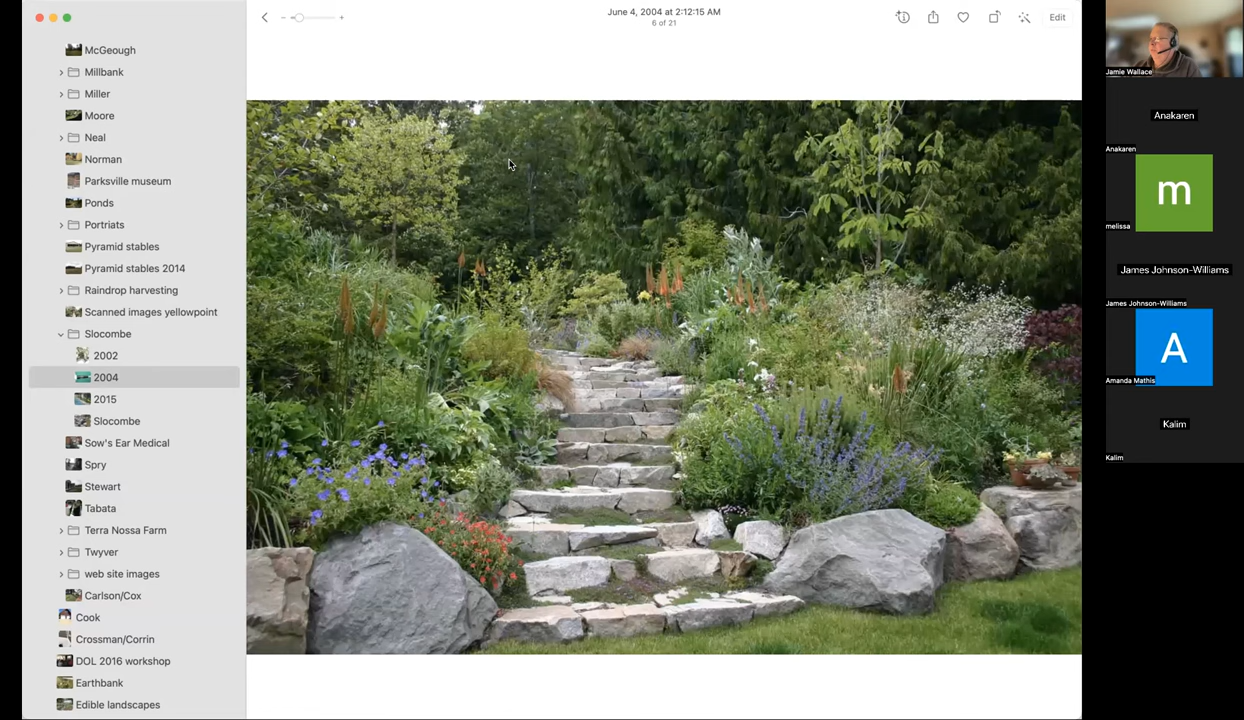 June 4, 2004 at 2:12:15 AM
6 of 21
Edit
McGeough
Millbank
Miller
Moore
Neal
Norman
Parksville museum
Ponds
Portriats
Pyramid stables
Pyramid stables 2014
Raindrop harvesting
Scanned images yellowpoint
Slocombe
2002
2004
2015
Slocombe
Sow's Ear Medical
Spry
Stewart
Tabata
Terra Nossa Farm
Twyver
web site images
Carlson/Cox
Cook
Crossman/Corrin
DOL 2016 workshop
Earthbank
Edible landscapes
Jamie Wallace
Anakaren
Anakaren
m
melissa
James Johnson-Williams
James Johnson-Williams
A
Amanda Mathis
Kalim
Kalim